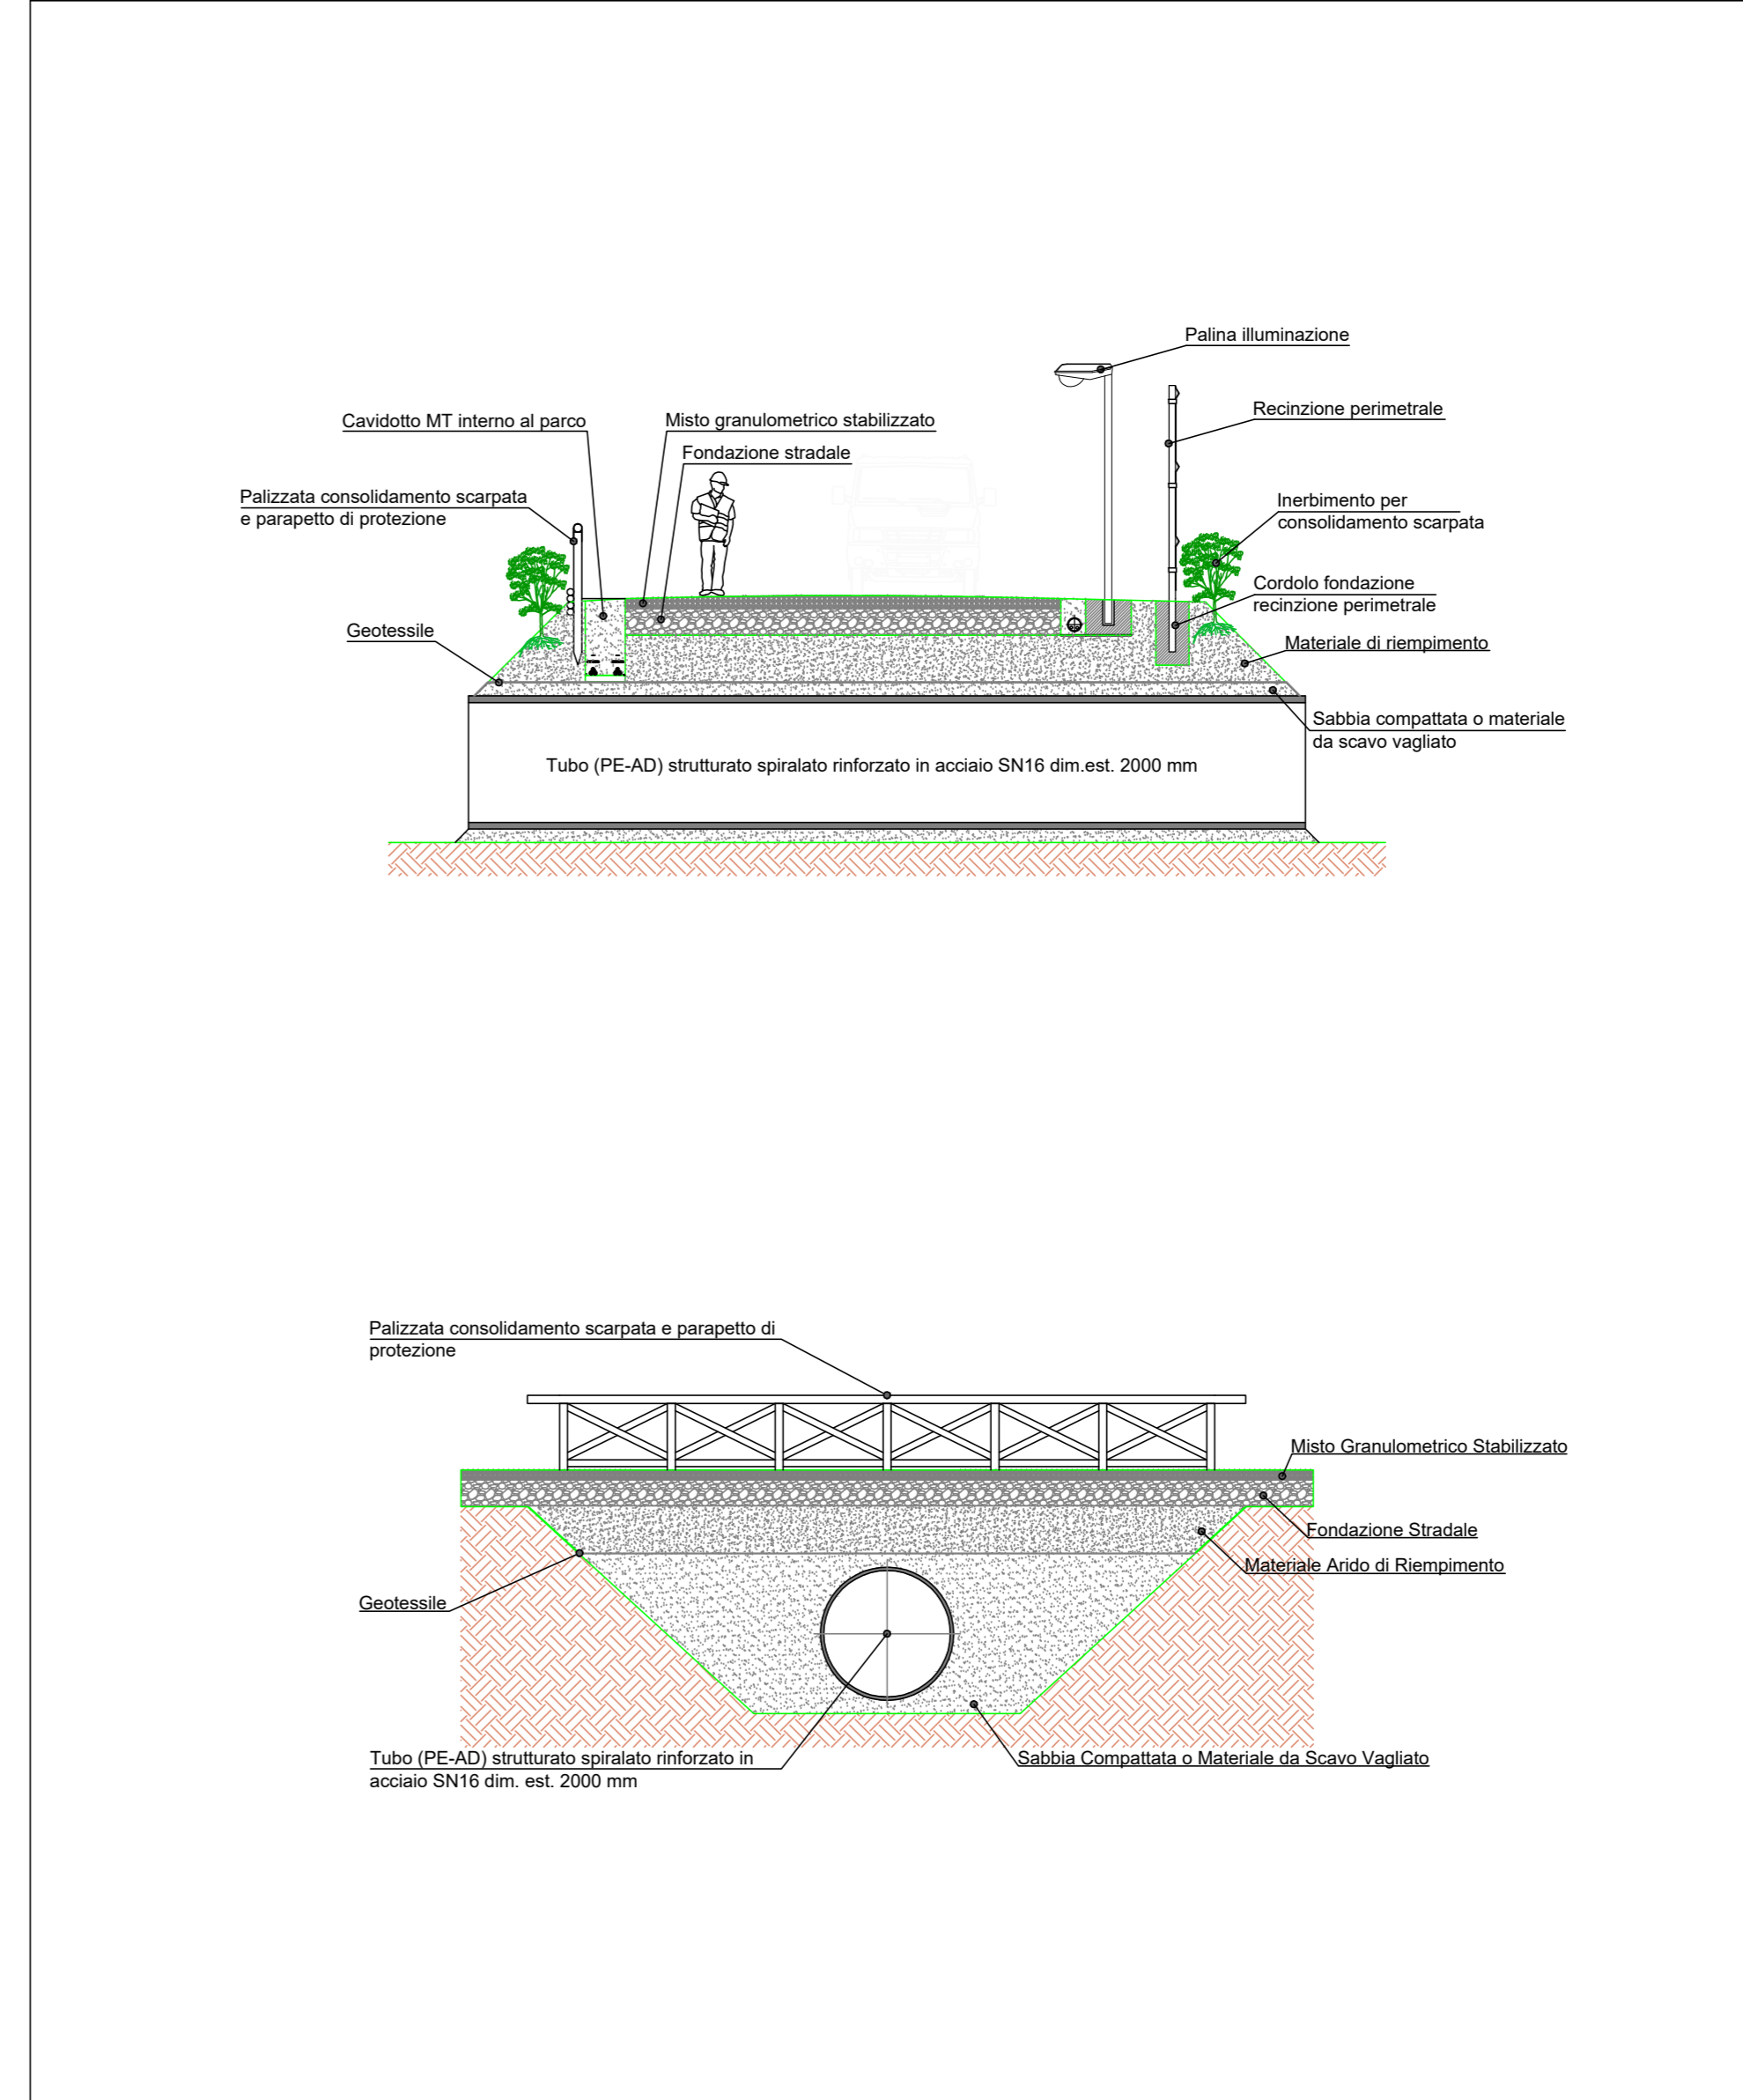 Palina illuminazione
Recinzione perimetrale
Cavidotto MT interno al parco
Misto granulometrico stabilizzato
Fondazione stradale
Palizzata consolidamento scarpata
e parapetto di protezione
Inerbimento per
consolidamento scarpata
Cordolo fondazione
recinzione perimetrale
Geotessile
Materiale di riempimento
Sabbia compattata o materiale
da scavo vagliato
Tubo (PE-AD) strutturato spiralato rinforzato in acciaio SN16 dim.est. 2000 mm
Palizzata consolidamento scarpata e parapetto di
protezione
Misto Granulometrico Stabilizzato
Fondazione Stradale
Materiale Arido di Riempimento
Geotessile
Tubo (PE-AD) strutturato spiralato rinforzato in
acciaio SN16 dim. est. 2000 mm
Sabbia Compattata o Materiale da Scavo Vagliato